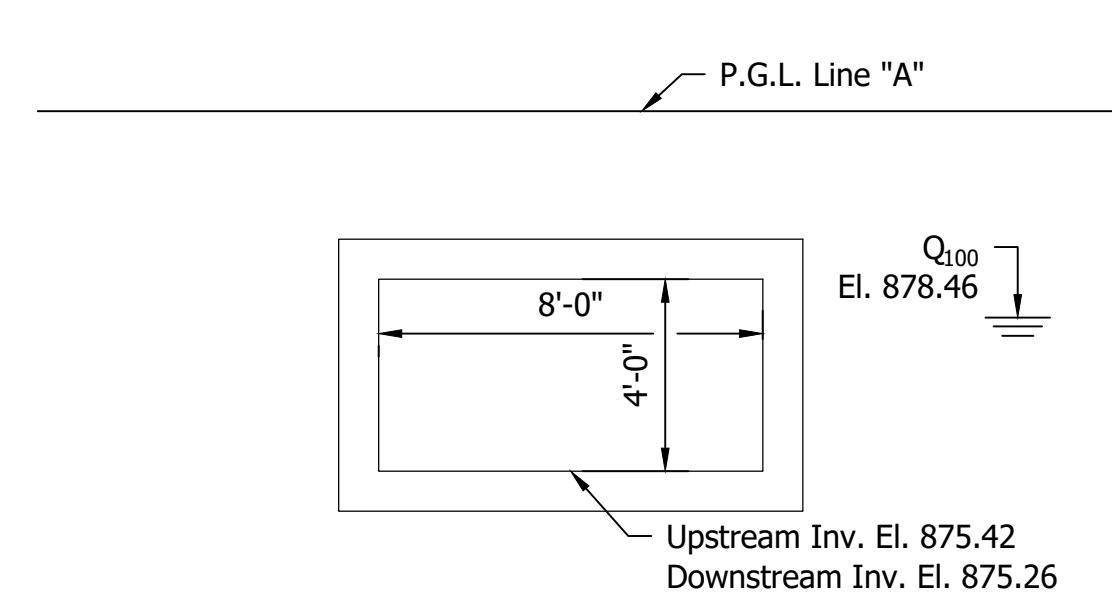 P.G.L. Line "A"
Q100
El. 878.46
8'-0"
4'-0"
Upstream Inv. El. 875.42
Downstream Inv. El. 875.26